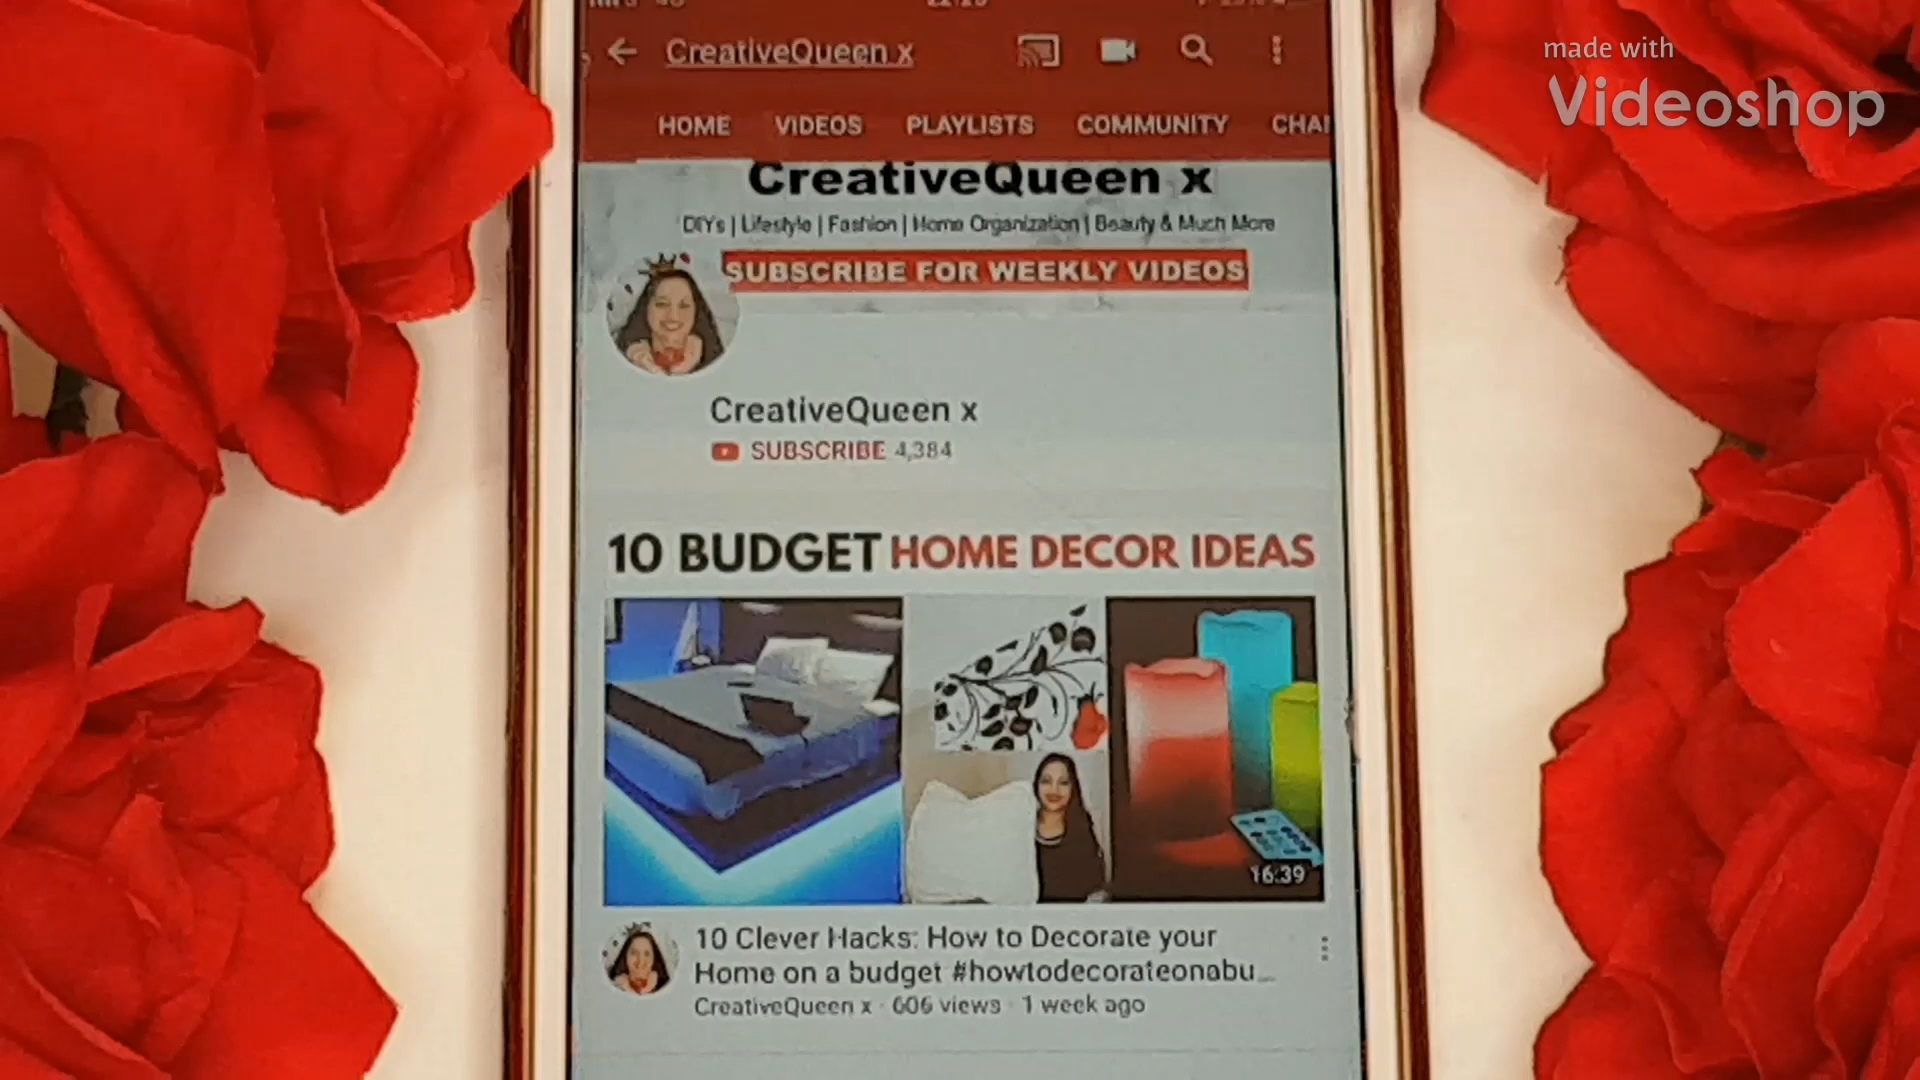 made with
Videoshop
CreativeQueen x
HOME VIDEOS PLAYLISTS COMMUNITY CHA
CreativeQueen x
DIYs | Lifestyle | Fashion | Home Organization | Beauty & Much More
SUBSCRIBE FOR WEEKLY VIDEOS
CreativeQueen x
SUBSCRIBE 4,384
10 BUDGET HOME DECOR IDEAS
16:39
10 Clever Hacks: How to Decorate your
Home on a budget #howtodecorateonabu...
CreativeQueen x · 606 views · 1 week ago